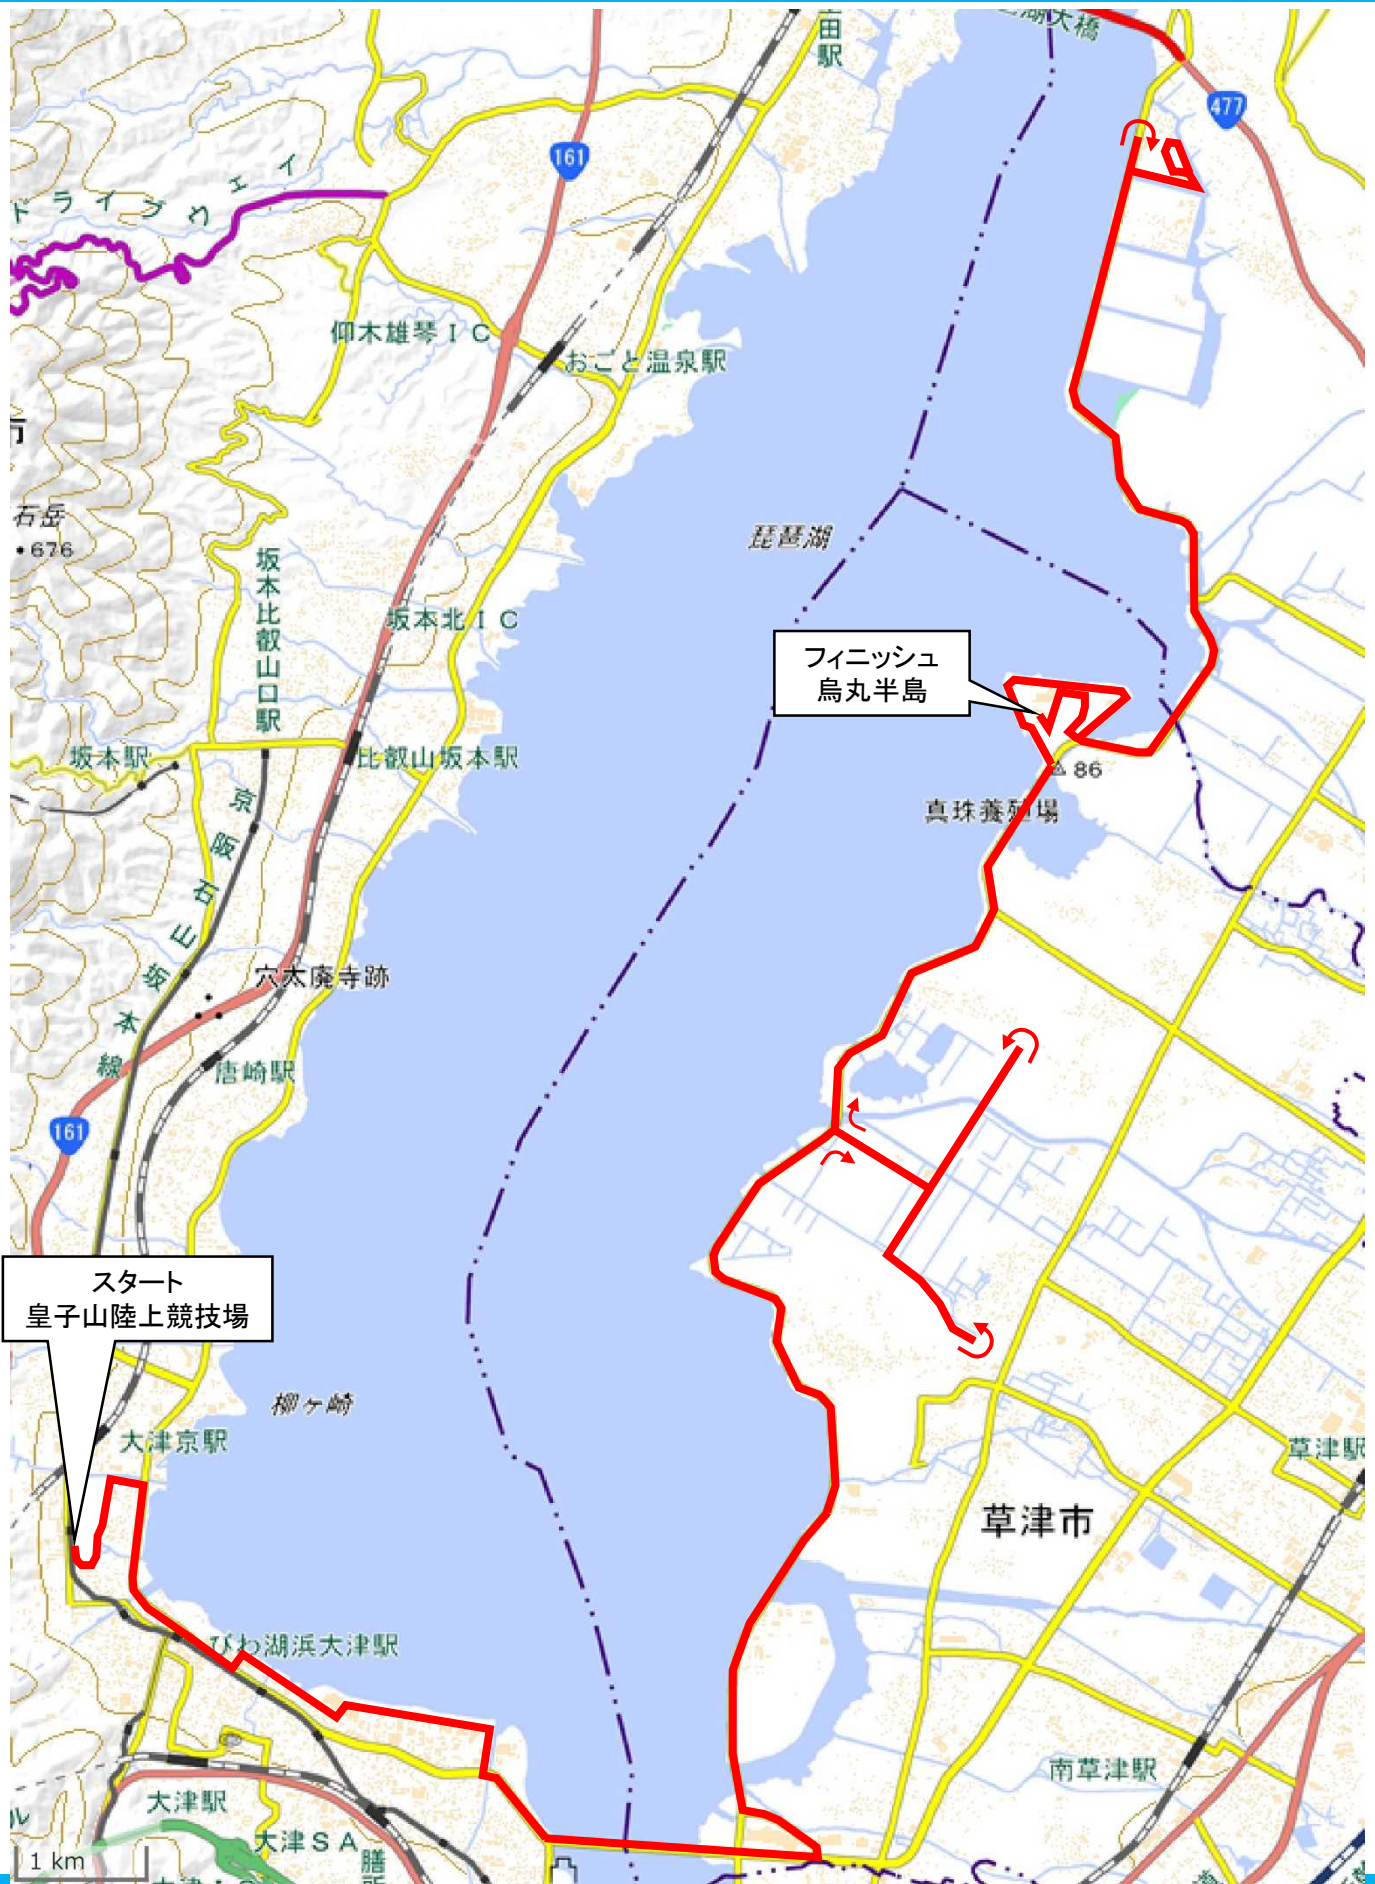 湖大橋
田駅
477
161
ドライブウェイ
仰木雄琴ＩＣ
おごと温泉駅
市
石岳
676
琵琶湖
坂本比叡山口駅
坂本北ＩＣ
フィニッシュ
烏丸半島
坂本駅
比叡山坂本駅
86
真珠養殖場
京阪石山坂本線
穴太廃寺跡
唐崎駅
161
スタート
皇子山陸上競技場
柳ヶ崎
大津京駅
草津駅
草津市
びわ湖浜大津駅
南草津駅
大津駅
大津ＳＡ
膳所
1 km